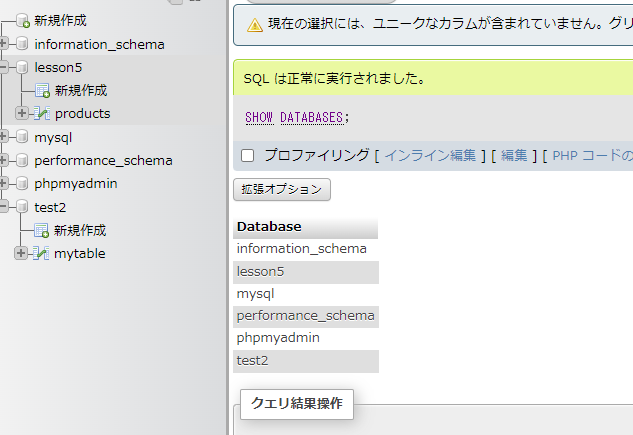 新規作成
information_schema
lesson5
新規作成
products
mysql
performance_schema
phpmyadmin
test2
新規作成
mytable
現在の選択には、ユニークなカラムが含まれていません。グリ
SQL は正常に実行されました。
SHOW DATABASES;
プロファイリング [ インライン編集 ] [ 編集 ] [ PHP コードの
拡張オプション
Database
information_schema
lesson5
mysql
performance_schema
phpmyadmin
test2
クエリ結果操作